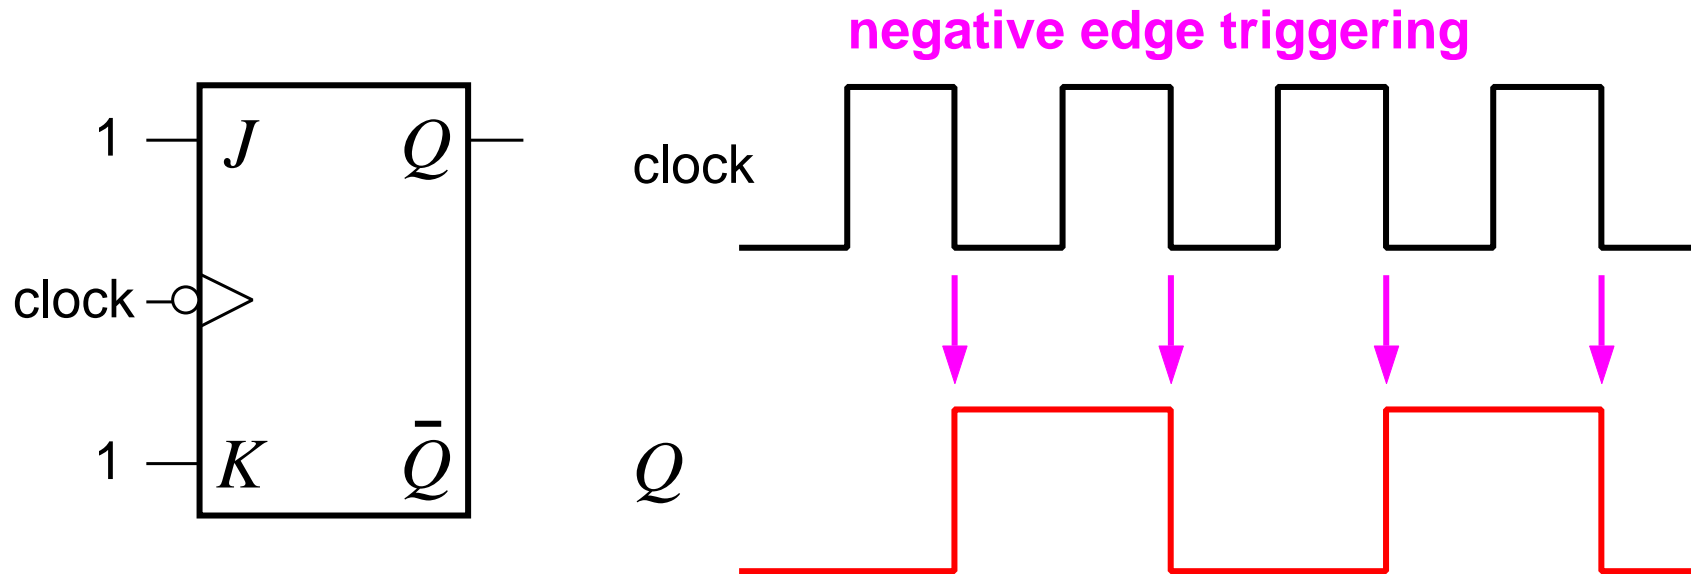 negative edge triggering
1 J Q
clock
clock
1 K Q̅
Q